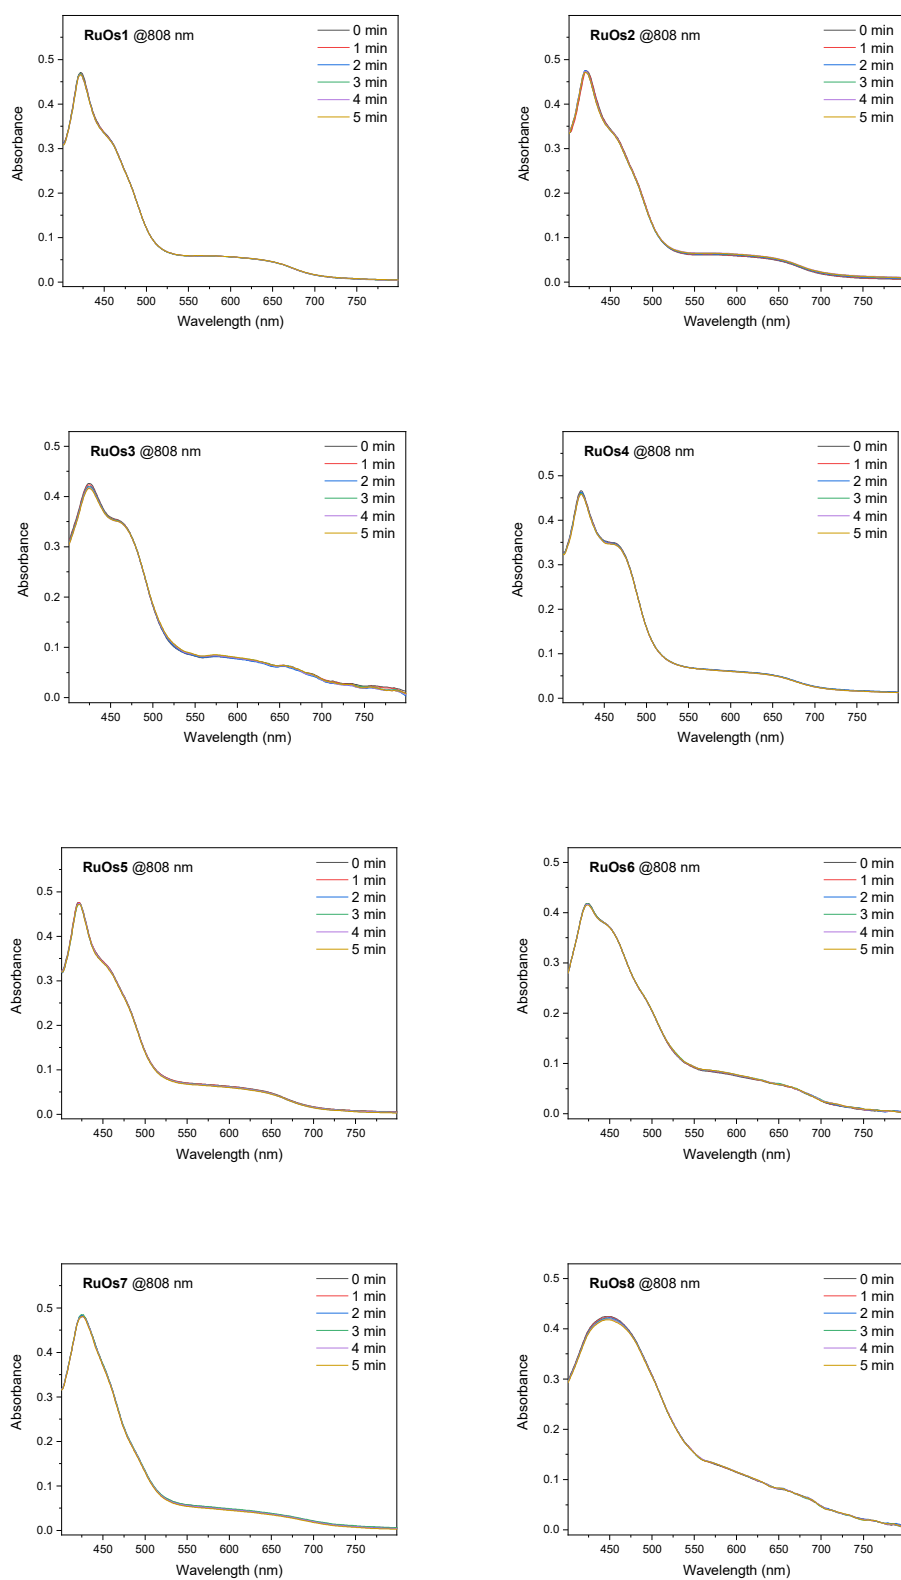 RuOs1 @808 nm
0 min
1 min
2 min
3 min
4 min
5 min
0.5
0.4
0.3
0.2
0.1
0.0
Absorbance
450 500 550 600 650 700 750
Wavelength (nm)
RuOs2 @808 nm
0 min
1 min
2 min
3 min
4 min
5 min
0.5
0.4
0.3
0.2
0.1
0.0
Absorbance
450 500 550 600 650 700 750
Wavelength (nm)
RuOs3 @808 nm
0 min
1 min
2 min
3 min
4 min
5 min
0.5
0.4
0.3
0.2
0.1
0.0
Absorbance
450 500 550 600 650 700 750
Wavelength (nm)
RuOs4 @808 nm
0 min
1 min
2 min
3 min
4 min
5 min
0.5
0.4
0.3
0.2
0.1
0.0
Absorbance
450 500 550 600 650 700 750
Wavelength (nm)
RuOs5 @808 nm
0 min
1 min
2 min
3 min
4 min
5 min
0.5
0.4
0.3
0.2
0.1
0.0
Absorbance
450 500 550 600 650 700 750
Wavelength (nm)
RuOs6 @808 nm
0 min
1 min
2 min
3 min
4 min
5 min
0.5
0.4
0.3
0.2
0.1
0.0
Absorbance
450 500 550 600 650 700 750
Wavelength (nm)
RuOs7 @808 nm
0 min
1 min
2 min
3 min
4 min
5 min
0.5
0.4
0.3
0.2
0.1
0.0
Absorbance
450 500 550 600 650 700 750
Wavelength (nm)
RuOs8 @808 nm
0 min
1 min
2 min
3 min
4 min
5 min
0.5
0.4
0.3
0.2
0.1
0.0
Absorbance
450 500 550 600 650 700 750
Wavelength (nm)